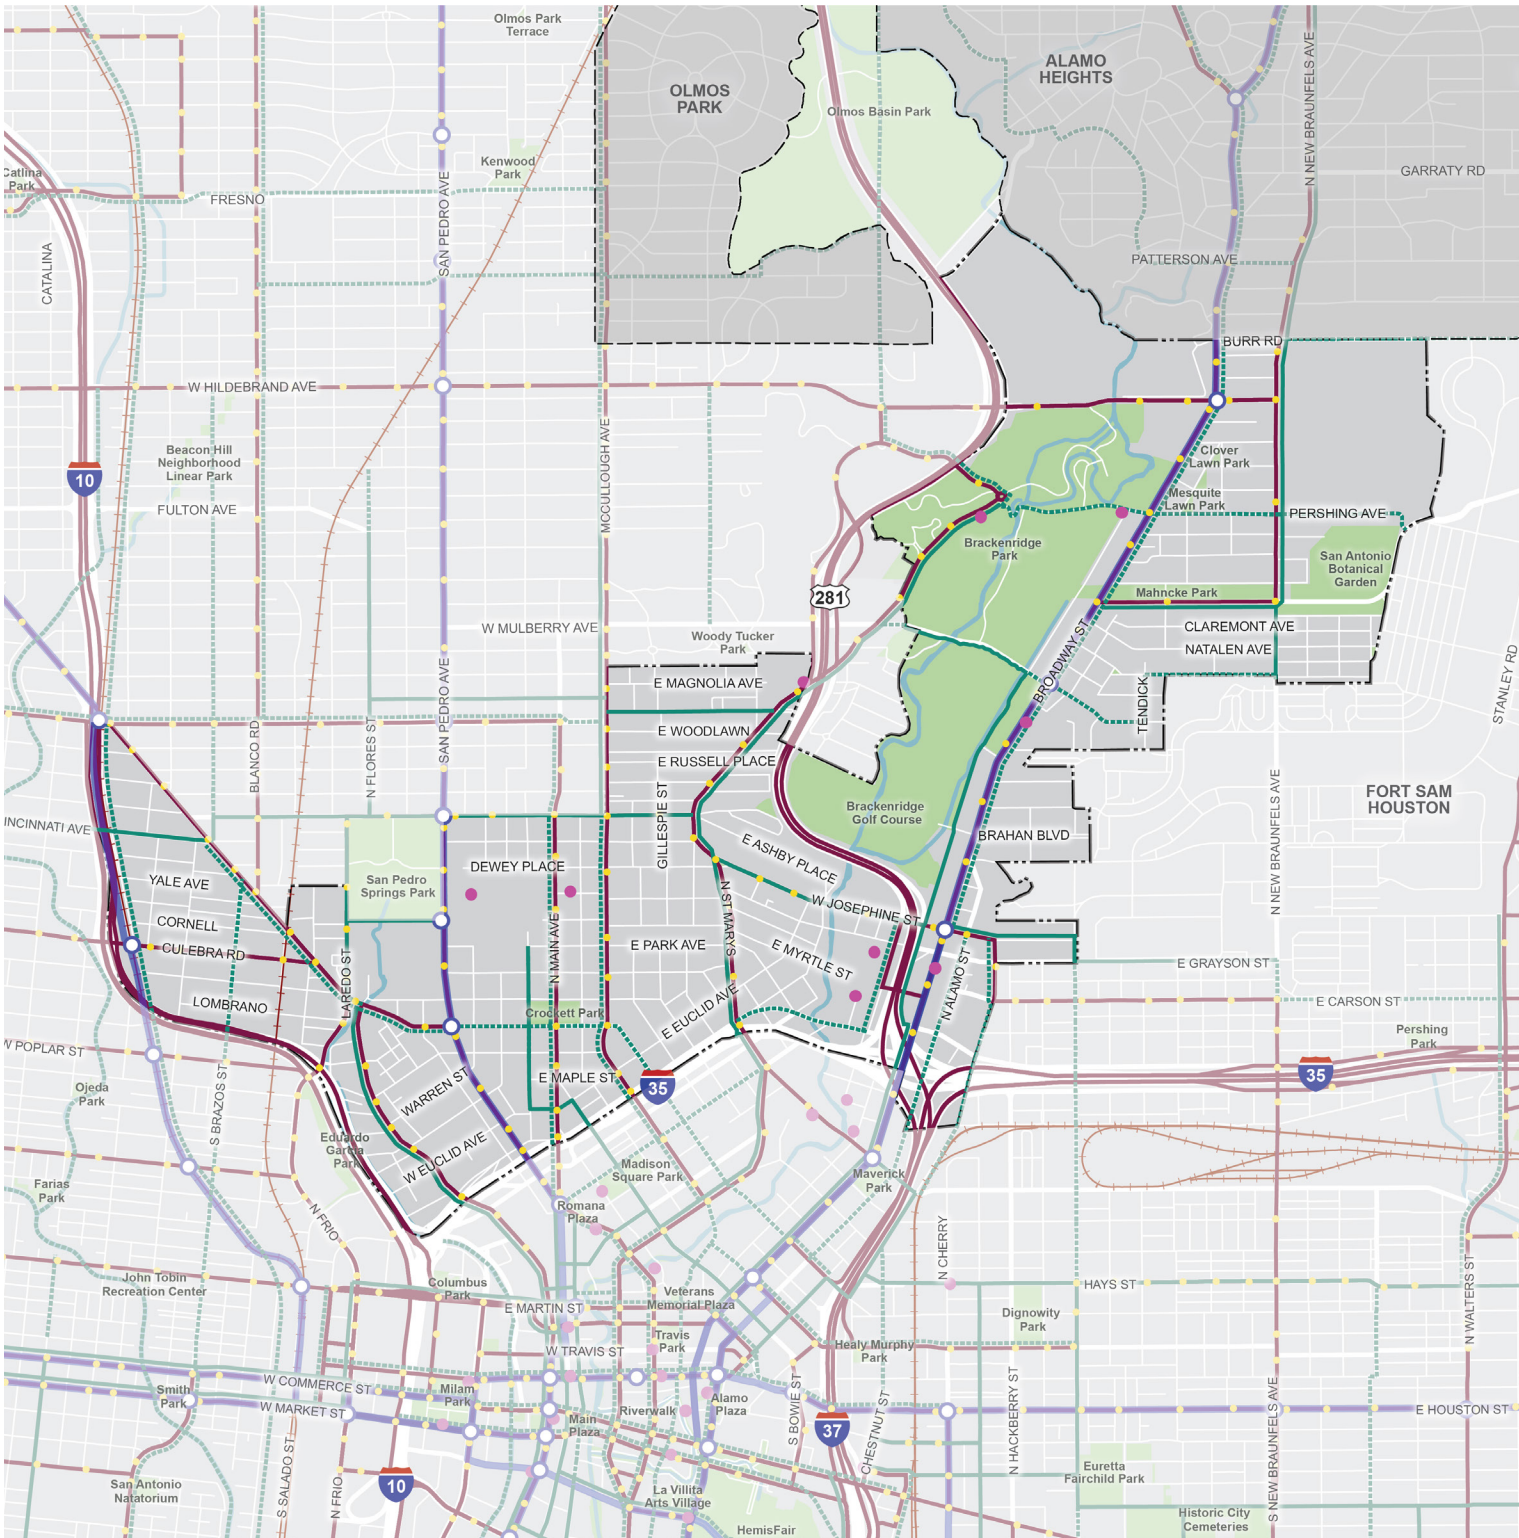 Olmos Park
Terrace
ALAMO
HEIGHTS
OLMOS
PARK
Olmos Basin Park
N NEW BRAUNFELS AVE
Kenwood
Park
Catlina
Park
GARRATY RD
FRESNO
SAN PEDRO AVE
CATALINA
PATTERSON AVE
BURR RD
W HILDEBRAND AVE
MCCULLOUGH AVE
Beacon Hill
Neighborhood
Linear Park
Clover
Lawn Park
10
Mesquite
Lawn Park
FULTON AVE
PERSHING AVE
Brackenridge
Park
San Antonio
Botanical
Garden
281
Mahncke Park
W MULBERRY AVE
CLAREMONT AVE
Woody Tucker
Park
NATALEN AVE
BROADWAY ST
STANLEY RD
E MAGNOLIA AVE
TENDICK
SAN PEDRO AVE
E WOODLAWN
BLANCO RD
N FLORES ST
E RUSSELL PLACE
FORT SAM
HOUSTON
GILLESPIE ST
Brackenridge
Golf Course
N NEW BRAUNFELS AVE
INCINNATI AVE
BRAHAN BLVD
E ASHBY PLACE
DEWEY PLACE
YALE AVE
San Pedro
Springs Park
N ST MARYS
W JOSEPHINE ST
CORNELL
N MAIN AVE
E PARK AVE
CULEBRA RD
E MYRTLE ST
LAREDO ST
N ALAMO ST
E GRAYSON ST
LOMBRANO
Crockett Park
E EUCLID AVE
E CARSON ST
Pershing
Park
W POPLAR ST
E MAPLE ST
35
35
WARREN ST
Ojeda
Park
S BRAZOS ST
Eduardo
Garcia
Park
W EUCLID AVE
Madison
Square Park
Maverick
Park
Farias
Park
N FRIO
Romana
Plaza
N CHERRY
John Tobin
Recreation Center
Columbus
Park
Veterans
Memorial Plaza
HAYS ST
N WALTERS ST
E MARTIN ST
Dignowity
Park
Travis
Park
Healy Murphy
Park
W TRAVIS ST
W COMMERCE ST
Smith
Park
Milam
Park
Alamo
Plaza
W MARKET ST
Riverwalk
Main
Plaza
S BOWIE ST
CHESTNUT ST
N HACKBERRY ST
S NEW BRAUNFELS AVE
E HOUSTON ST
37
S SALADO ST
N FRIO
10
San Antonio
Natatorium
La Villita
Arts Village
Euretta
Fairchild Park
HemisFair
Historic City
Cemeteries